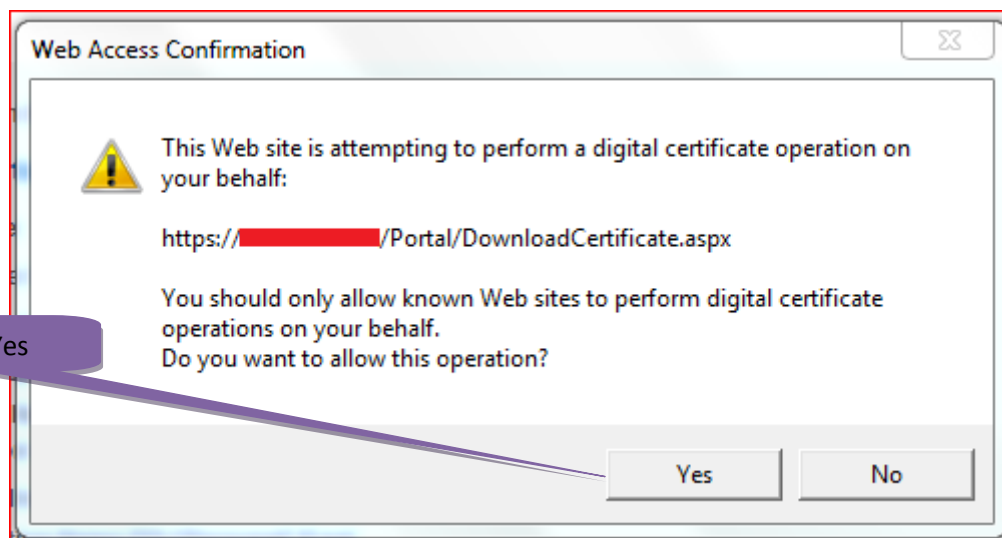 Web Access Confirmation
This Web site is attempting to perform a digital certificate operation on
your behalf:
https:// /Portal/DownloadCertificate.aspx
You should only allow known Web sites to perform digital certificate
operations on your behalf.
Yes
Do you want to allow this operation?
Yes
No